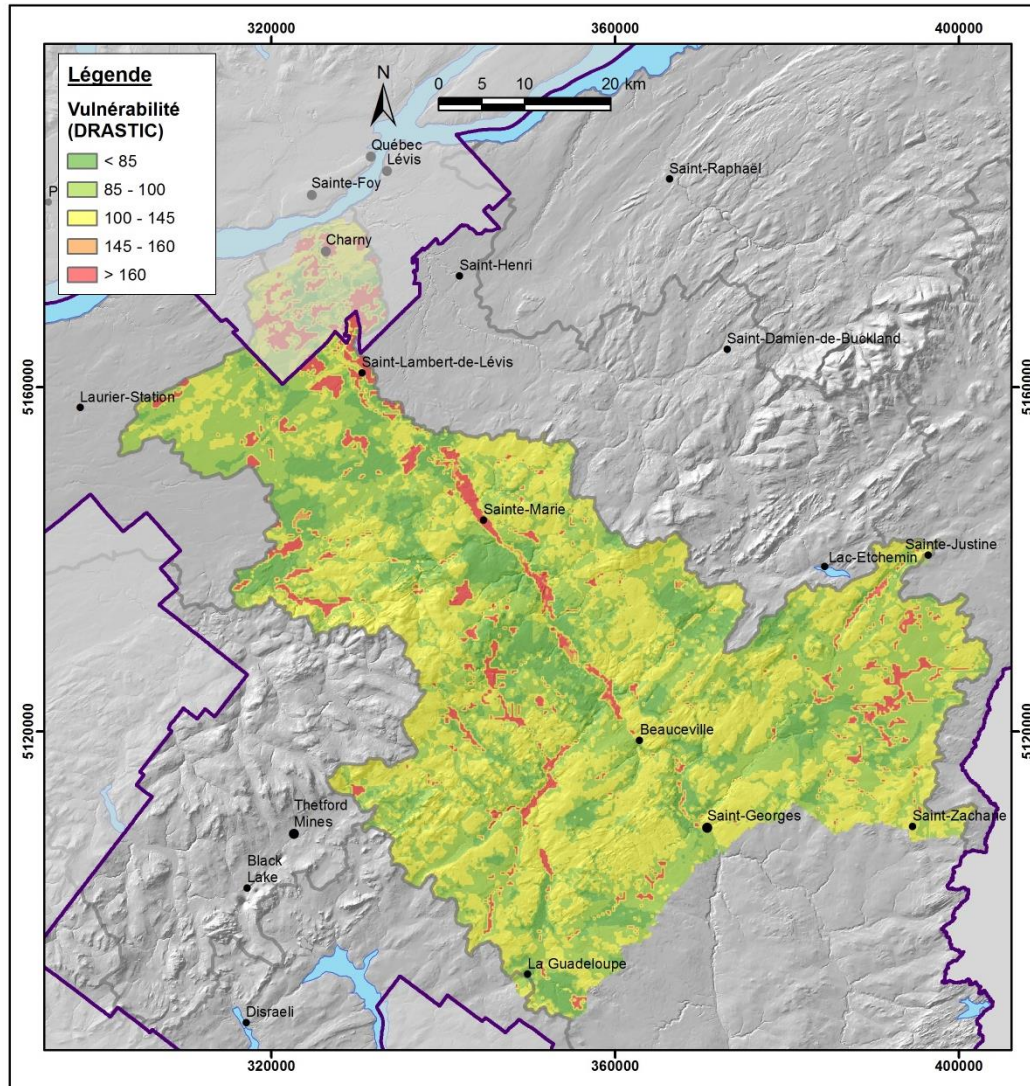 320000
360000
400000
Légende
Vulnérabilité
(DRASTIC)
< 85
85 - 100
100 - 145
145 - 160
> 160
N
0 5 10 20 km
Québec
Lévis
Sainte-Foy
P
Saint-Raphaël
Charny
Saint-Henri
Saint-Damien-de-Buckland
Saint-Lambert-de-Lévis
5160000
5160000
Laurier-Station
Sainte-Marie
Sainte-Justine
Lac-Etchemin
5120000
5120000
Beauceville
Thetford
Mines
Saint-Georges
Saint-Zacharie
Black
Lake
La Guadeloupe
Disraeli
320000
360000
400000